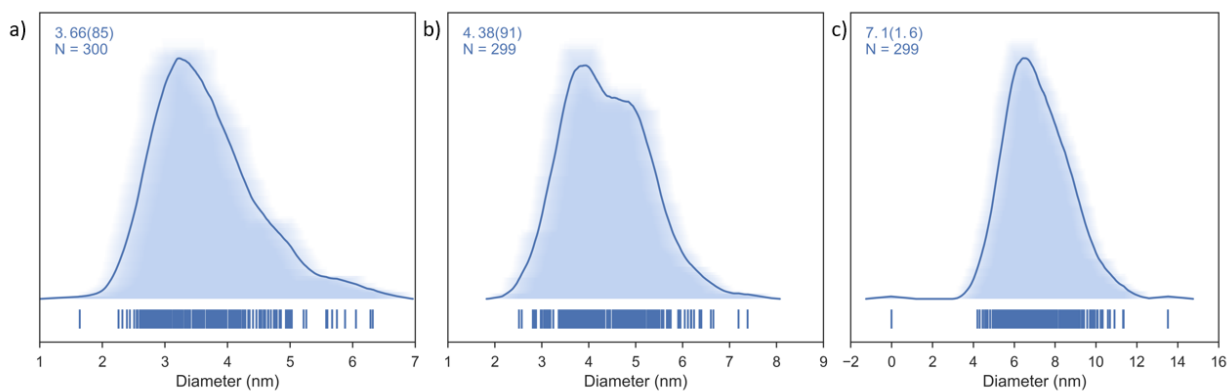 a)
3.66(85)
N = 300
1 2 3 4 5 6 7
Diameter (nm)
b)
4.38(91)
N = 299
1 2 3 4 5 6 7 8 9
Diameter (nm)
c)
7.1(1.6)
N = 299
−2 0 2 4 6 8 10 12 14 16
Diameter (nm)